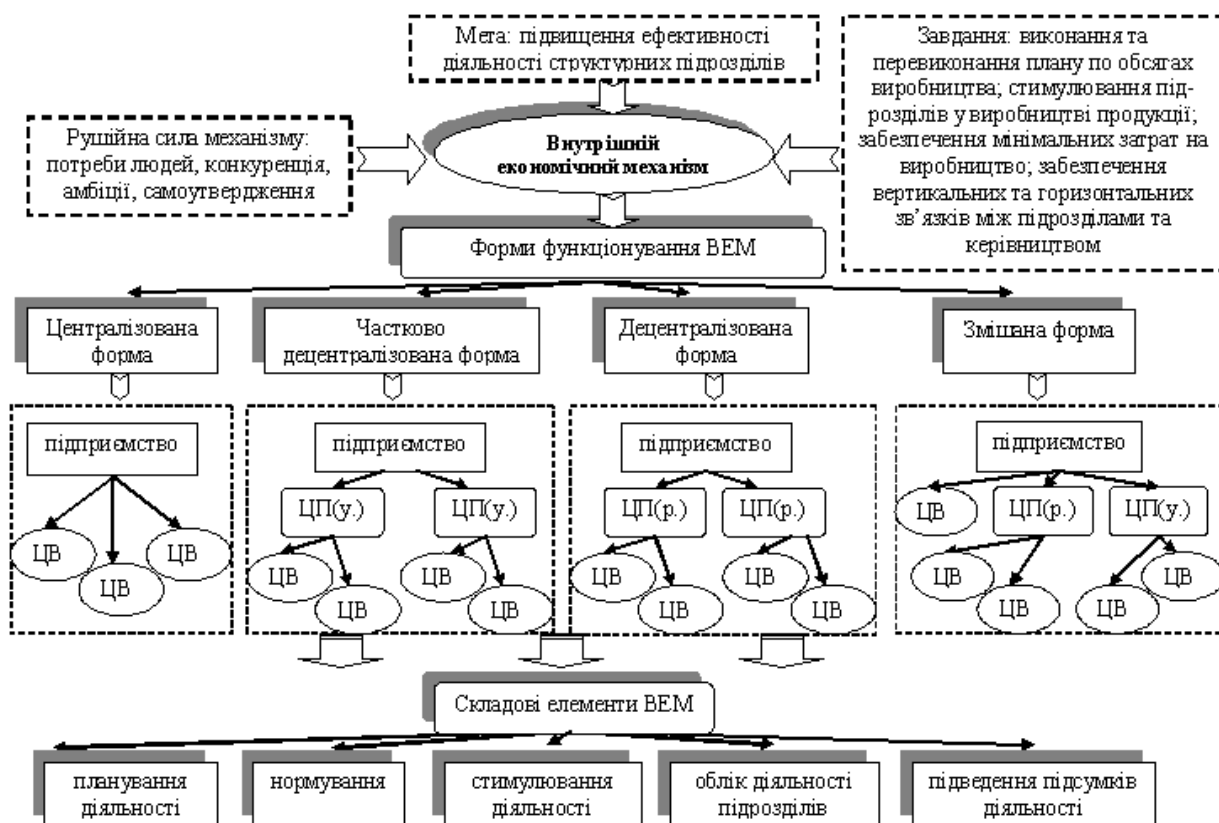 Мета: підвищення ефективності
діяльності структурних підрозділів
Завдання: виконання та
перевиконання плану по обсягах
виробництва; стимулювання під-
розділів у виробництві продукції;
забезпечення мінімальних затрат на
виробництво; забезпечення
вертикальних та горизонтальних
зв’язків між підрозділами та
керівництвом
Рушійна сила механізму:
потреби людей, конкуренція,
амбіції, самоутвердження
Внутрішній
економічний механізм
Форми функціонування ВЕМ
Централізована
форма
Частково
децентралізована форма
Децентралізована
форма
Змішана форма
підприємство
ЦВ
ЦВ
ЦВ
підприємство
ЦП(у.)
ЦП(у.)
ЦВ
ЦВ
ЦВ
ЦВ
підприємство
ЦП(р.)
ЦП(р.)
ЦВ
ЦВ
ЦВ
ЦВ
підприємство
ЦВ
ЦП(р.)
ЦП(у.)
ЦВ
ЦВ
ЦВ
ЦВ
Складові елементи ВЕМ
планування
діяльності
нормування
стимулювання
діяльності
облік діяльності
підрозділів
підведення підсумків
діяльності